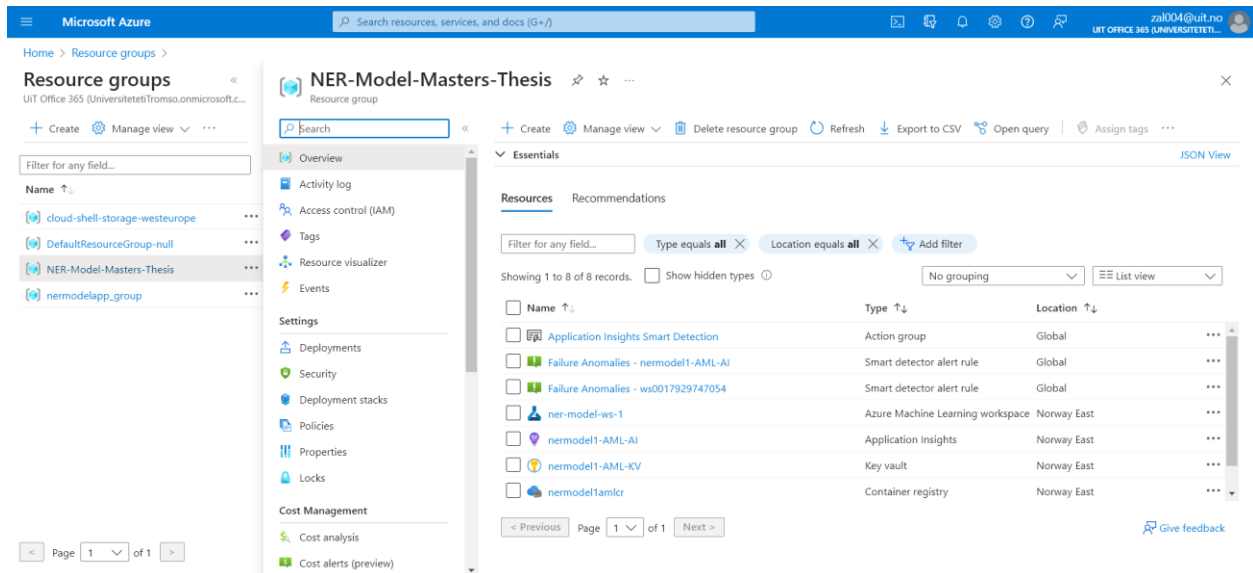 Microsoft Azure
Search resources, services, and docs (G+/)
zal004@uit.no
UIT OFFICE 365 (UNIVERSITETETI...
Home > Resource groups >
Resource groups
UiT Office 365 (UniversitetetiTromso.onmicrosoft.c...
Create Manage view ...
Filter for any field...
Name ↑↓
cloud-shell-storage-westeurope ...
DefaultResourceGroup-null ...
NER-Model-Masters-Thesis ...
nermodelapp_group ...
< Page 1 of 1 >
NER-Model-Masters-Thesis ...
Resource group
Search
Overview
Activity log
Access control (IAM)
Tags
Resource visualizer
Events
Settings
Deployments
Security
Deployment stacks
Policies
Properties
Locks
Cost Management
Cost analysis
Cost alerts (preview)
Create Manage view Delete resource group Refresh Export to CSV Open query Assign tags ...
Essentials JSON View
Resources Recommendations
Filter for any field... Type equals all Location equals all Add filter
Showing 1 to 8 of 8 records. Show hidden types No grouping List view
Name ↑↓ Type ↑↓ Location ↑↓
Application Insights Smart Detection Action group Global ...
Failure Anomalies - nermodel1-AML-AI Smart detector alert rule Global ...
Failure Anomalies - ws0017929747054 Smart detector alert rule Global ...
ner-model-ws-1 Azure Machine Learning workspace Norway East ...
nermodel1-AML-AI Application Insights Norway East ...
nermodel1-AML-KV Key vault Norway East ...
nermodel1amlcr Container registry Norway East ...
< Previous Page 1 of 1 Next >
Give feedback